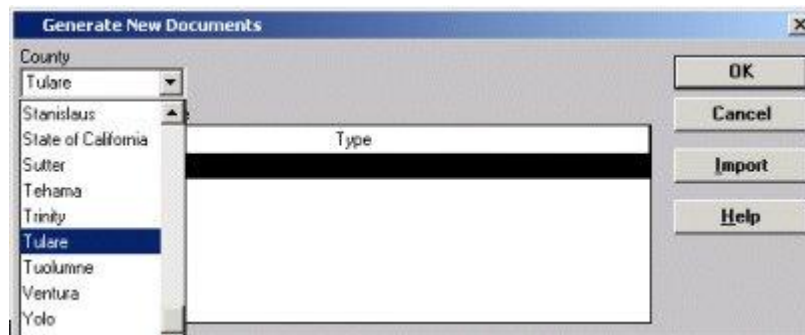 Generate New Documents
County
Tulare
OK
Stanislaus
Cancel
State of California
Type
Sutter
Import
Tehama
Trinity
Help
Tulare
Tuolumne
Ventura
Yolo